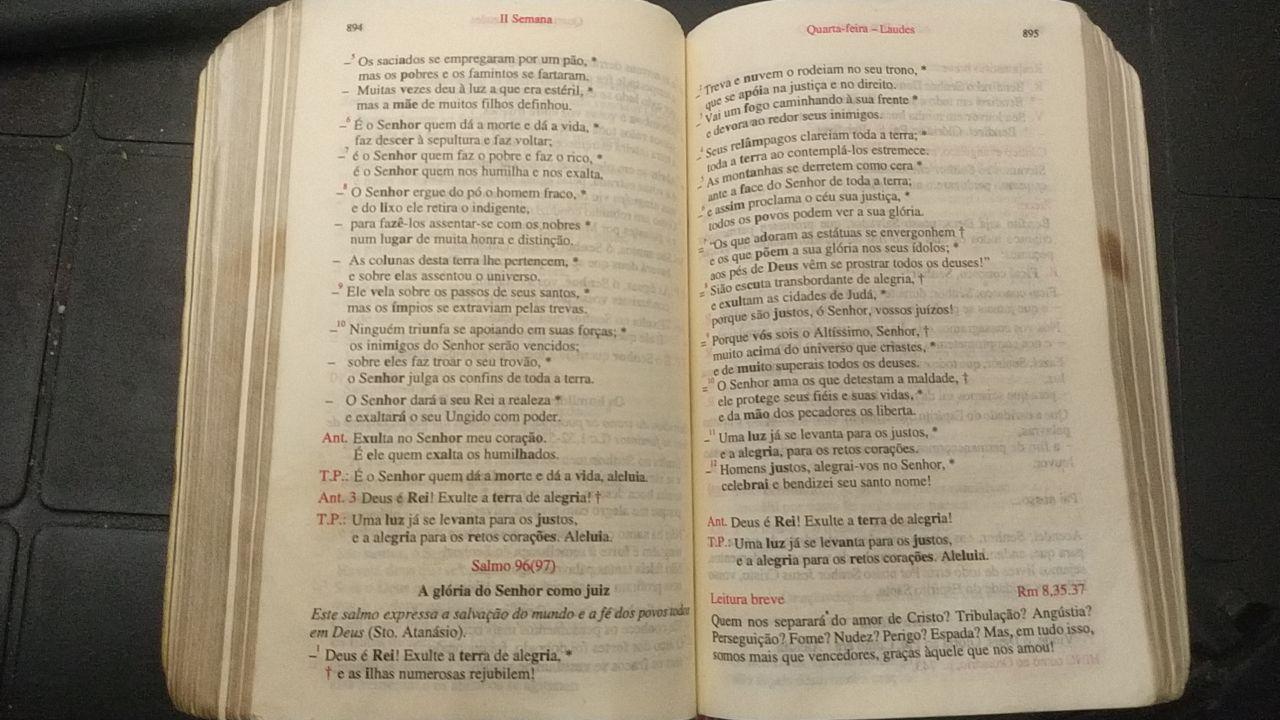 894
II Semana
–⁵ Os saciados se empregaram por um pão, *
mas os pobres e os famintos se fartaram.
– Muitas vezes deu à luz a que era estéril, *
mas a mãe de muitos filhos definhou.
–⁶ É o Senhor quem dá a morte e dá a vida, *
faz descer à sepultura e faz voltar;
–⁷ é o Senhor quem faz o pobre e faz o rico, *
é o Senhor quem nos humilha e nos exalta.
–⁸ O Senhor ergue do pó o homem fraco, *
e do lixo ele retira o indigente,
– para fazê-los assentar-se com os nobres *
num lugar de muita honra e distinção.
– As colunas desta terra lhe pertencem, *
e sobre elas assentou o universo.
–⁹ Ele vela sobre os passos de seus santos, *
mas os ímpios se extraviam pelas trevas.
–¹⁰ Ninguém triunfa se apoiando em suas forças; *
os inimigos do Senhor serão vencidos;
– sobre eles faz troar o seu trovão, *
o Senhor julga os confins de toda a terra.
– O Senhor dará a seu Rei a realeza *
e exaltará o seu Ungido com poder.
Ant. Exulta no Senhor meu coração.
É ele quem exalta os humilhados.
T.P.: É o Senhor quem dá a morte e dá a vida, aleluia.
Ant. 3 Deus é Rei! Exulte a terra de alegria! †
T.P.: Uma luz já se levanta para os justos,
e a alegria para os retos corações. Aleluia.
Salmo 96(97)
A glória do Senhor como juiz
Este salmo expressa a salvação do mundo e a fé dos povos todos
em Deus (Sto. Atanásio).
–¹ Deus é Rei! Exulte a terra de alegria, *
† e as Ilhas numerosas rejubilem!
Quarta-feira – Laudes
895
–² Treva e nuvem o rodeiam no seu trono, *
que se apóia na justiça e no direito.
–³ Vai um fogo caminhando à sua frente *
e devora ao redor seus inimigos.
–⁴ Seus relâmpagos clareiam toda a terra; *
toda a terra ao contemplá-los estremece.
–⁵ As montanhas se derretem como cera *
ante a face do Senhor de toda a terra;
–⁶ e assim proclama o céu sua justiça, *
todos os povos podem ver a sua glória.
=⁷ “Os que adoram as estátuas se envergonhem †
e os que põem a sua glória nos seus ídolos; *
aos pés de Deus vêm se prostrar todos os deuses!”
=⁸ Sião escuta transbordante de alegria, †
e exultam as cidades de Judá, *
porque são justos, ó Senhor, vossos juízos!
=⁹ Porque vós sois o Altíssimo, Senhor, †
muito acima do universo que criastes, *
e de muito superais todos os deuses.
=¹⁰ O Senhor ama os que detestam a maldade, †
ele protege seus fiéis e suas vidas, *
e da mão dos pecadores os liberta.
–¹¹ Uma luz já se levanta para os justos, *
e a alegria, para os retos corações.
–¹² Homens justos, alegrai-vos no Senhor, *
celebrai e bendizei seu santo nome!
Ant. Deus é Rei! Exulte a terra de alegria!
T.P.: Uma luz já se levanta para os justos,
e a alegria para os retos corações. Aleluia.
Leitura breve Rm 8,35.37
Quem nos separará do amor de Cristo? Tribulação? Angústia?
Perseguição? Fome? Nudez? Perigo? Espada? Mas, em tudo isso,
somos mais que vencedores, graças àquele que nos amou!